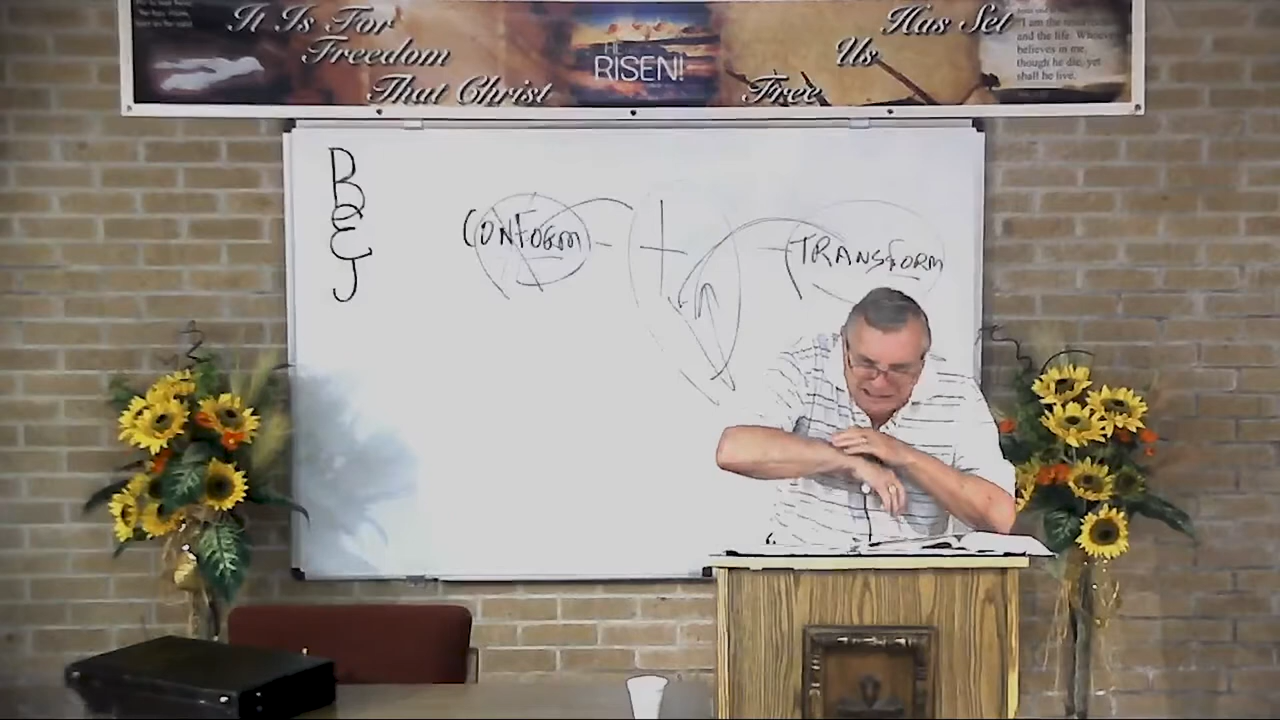 It Is For
Freedom
That Christ
HE
RISEN!
Has Set
Us
Free
"I am the
and the life. Whoever
believes in me,
though he die, yet
shall he live.
CONFORM
TRANSFORM